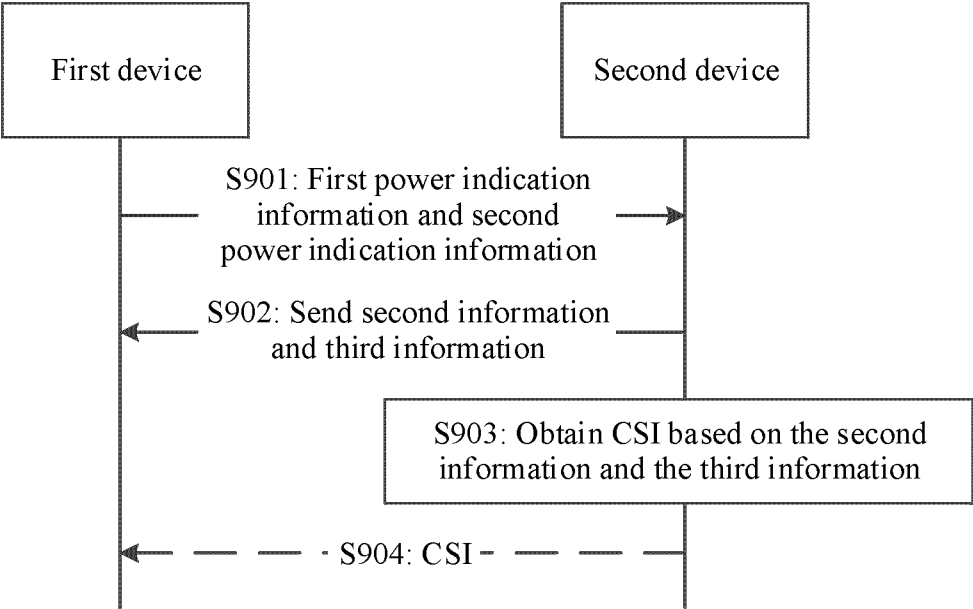 First device
Second device
S901: First power indication
information and second
power indication information
S902: Send second information
and third information
S903: Obtain CSI based on the second
information and the third information
S904: CSI